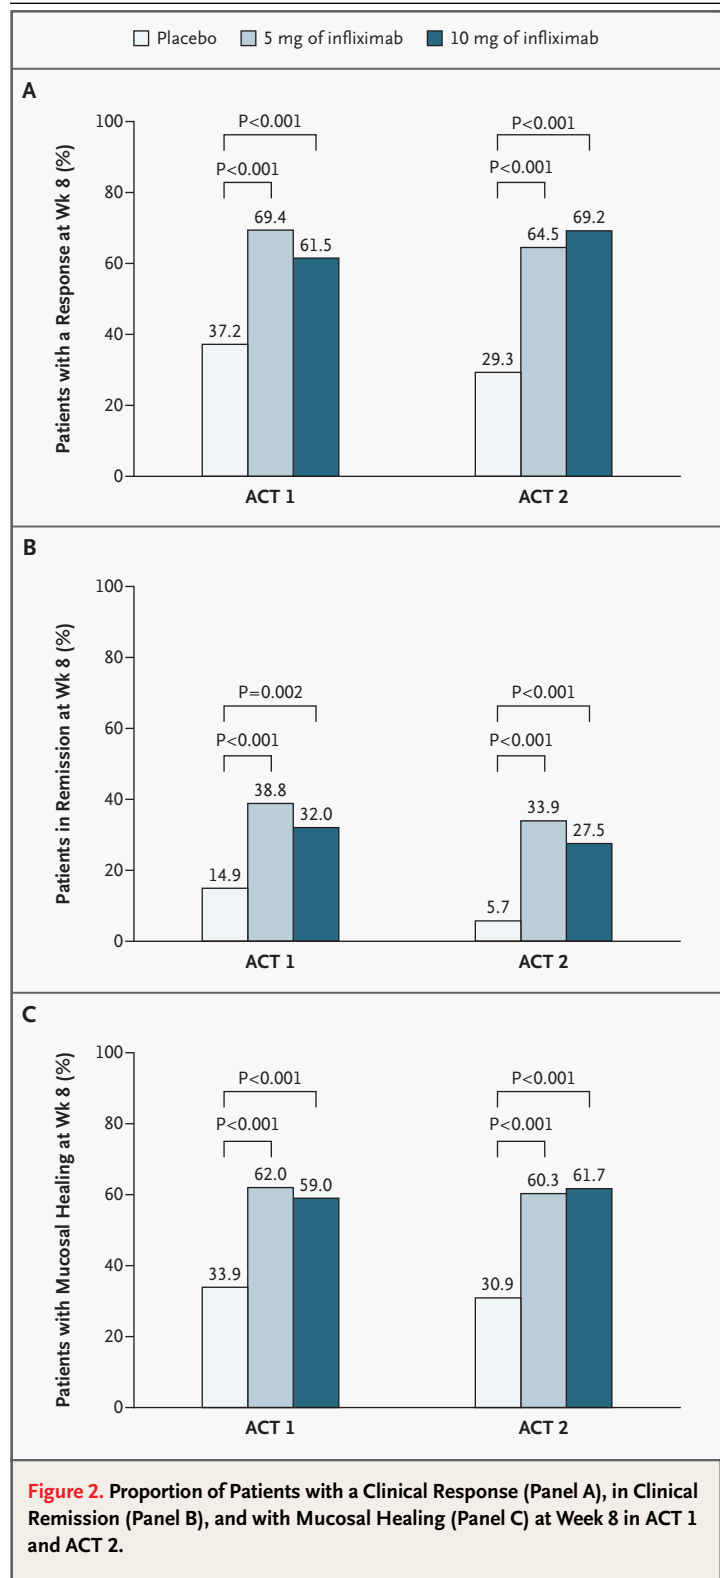 Placebo 5 mg of infliximab 10 mg of infliximab
A
Patients with a Response at Wk 8 (%)
100
80
60
40
20
0
P<0.001
P<0.001
37.2
69.4
61.5
ACT 1
P<0.001
P<0.001
29.3
64.5
69.2
ACT 2
B
Patients in Remission at Wk 8 (%)
100
80
60
40
20
0
P=0.002
P<0.001
14.9
38.8
32.0
ACT 1
P<0.001
P<0.001
5.7
33.9
27.5
ACT 2
C
Patients with Mucosal Healing at Wk 8 (%)
100
80
60
40
20
0
P<0.001
P<0.001
33.9
62.0
59.0
ACT 1
P<0.001
P<0.001
30.9
60.3
61.7
ACT 2
Figure 2. Proportion of Patients with a Clinical Response (Panel A), in Clinical
Remission (Panel B), and with Mucosal Healing (Panel C) at Week 8 in ACT 1
and ACT 2.